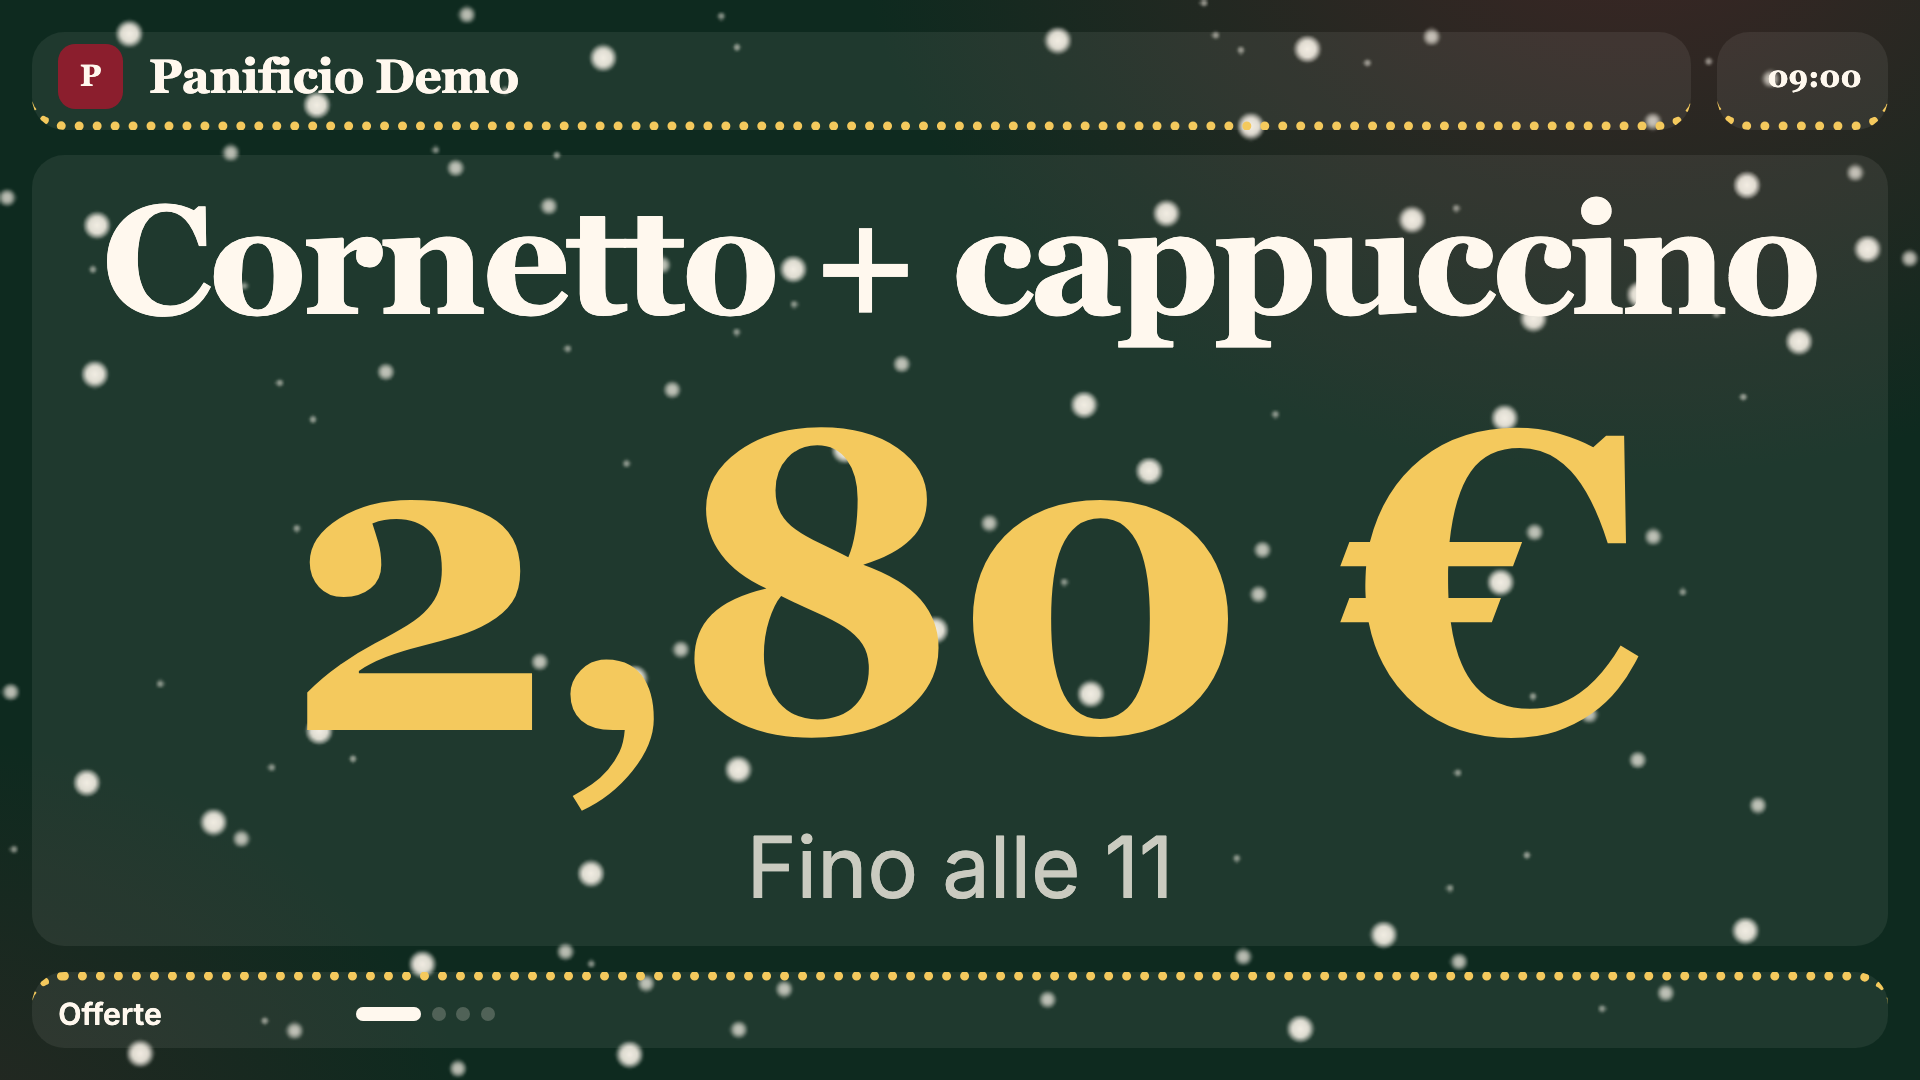 P
Panificio Demo
09:00
Cornetto + cappuccino
2,80 €
Fino alle 11
Offerte